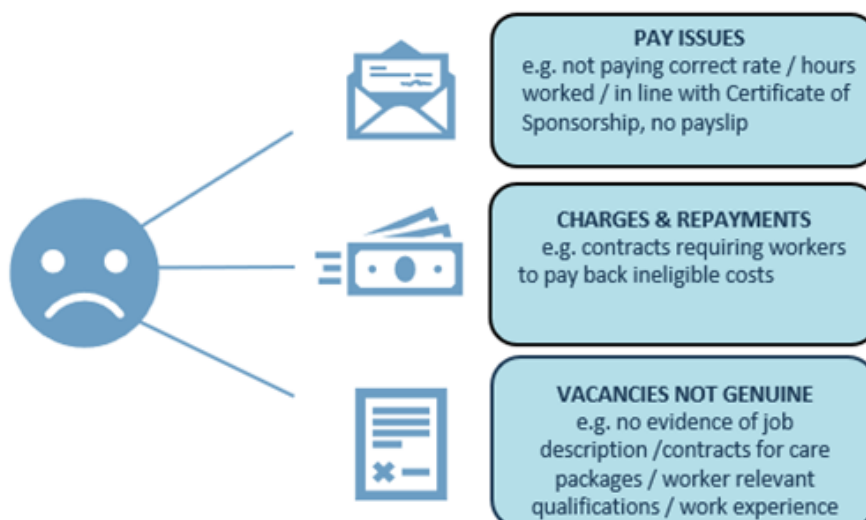 PAY ISSUES
e.g. not paying correct rate / hours
worked / in line with Certificate of
Sponsorship, no payslip
CHARGES & REPAYMENTS
e.g. contracts requiring workers
to pay back ineligible costs
VACANCIES NOT GENUINE
e.g. no evidence of job
description /contracts for care
packages / worker relevant
qualifications / work experience